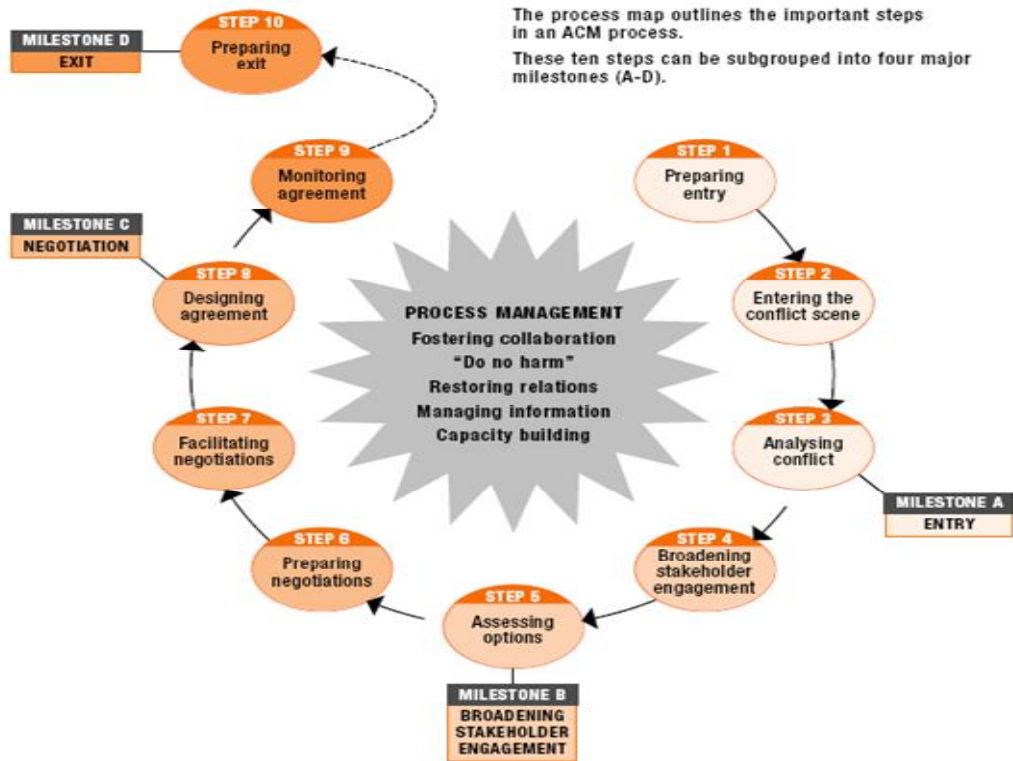 The process map outlines the important steps
in an ACM process.
These ten steps can be subgrouped into four major
milestones (A-D).
STEP 1
Preparing
entry
STEP 2
Entering the
conflict scene
STEP 3
Analysing
conflict
MILESTONE A
ENTRY
STEP 4
Broadening
stakeholder
engagement
STEP 5
Assessing
options
MILESTONE B
BROADENING
STAKEHOLDER
ENGAGEMENT
STEP 6
Preparing
negotiations
STEP 7
Facilitating
negotiations
STEP 8
Designing
agreement
MILESTONE C
NEGOTIATION
STEP 9
Monitoring
agreement
STEP 10
Preparing
exit
MILESTONE D
EXIT
PROCESS MANAGEMENT
Fostering collaboration
“Do no harm”
Restoring relations
Managing information
Capacity building